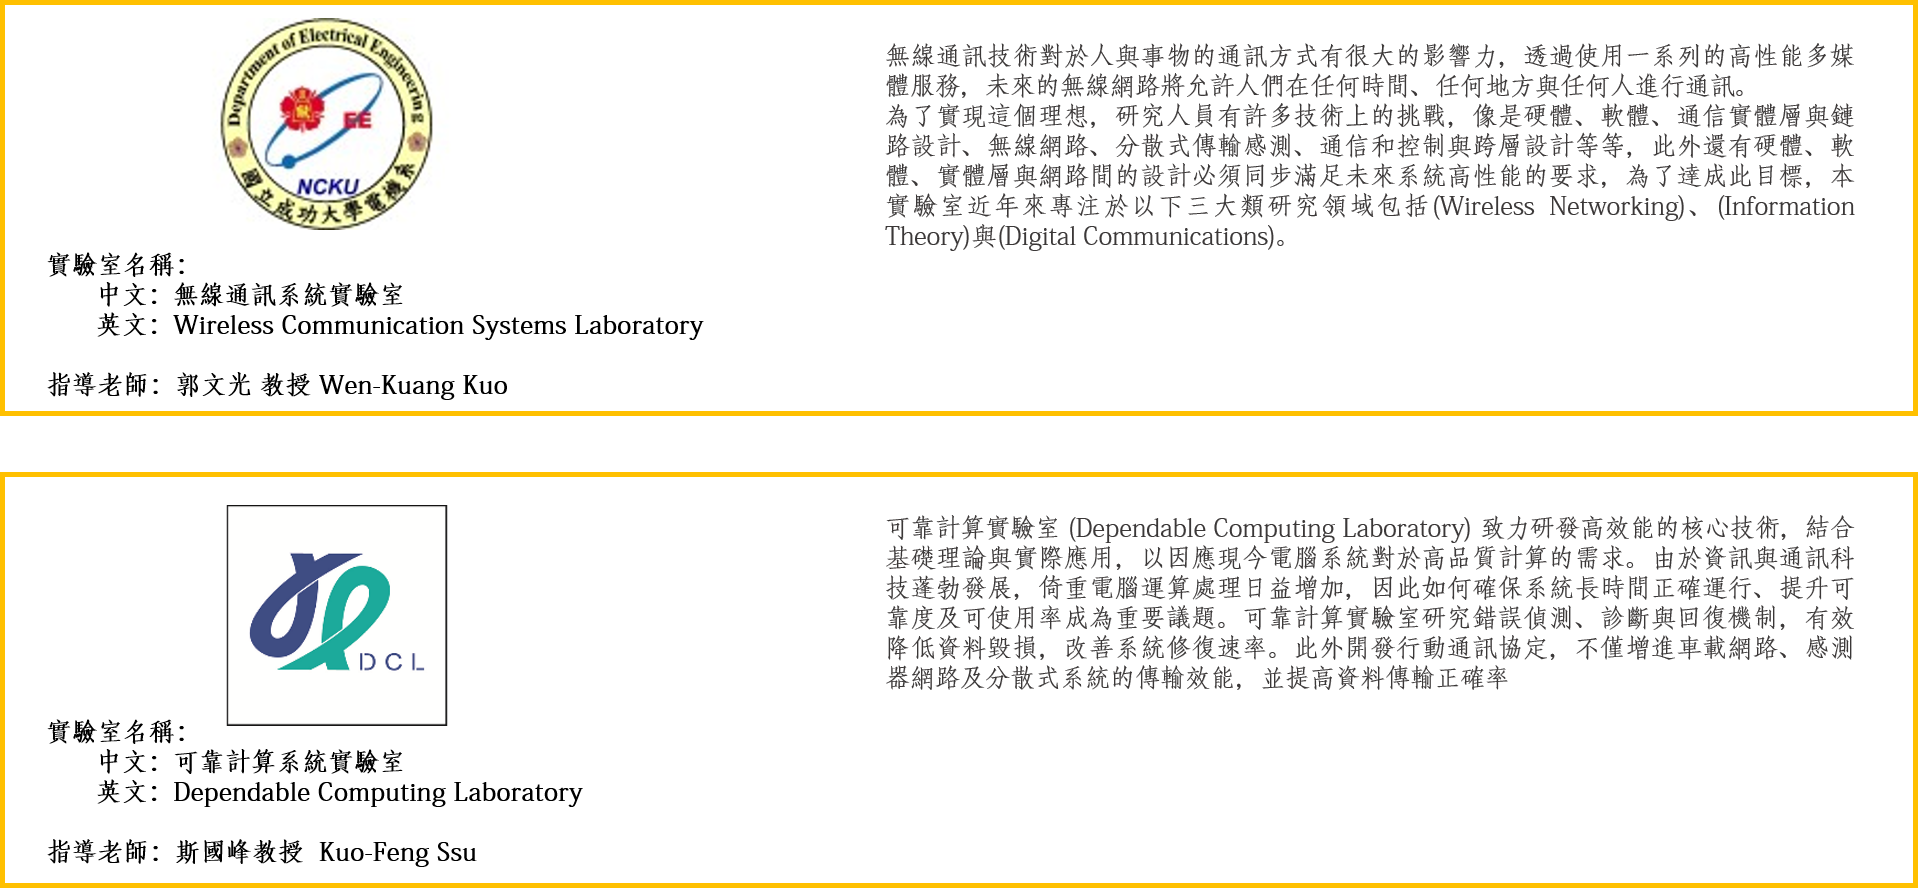 Department of Electrical Engineering
EE
NCKU
國立成功大學電機系
實驗室名稱：
中文：無線通訊系統實驗室
英文：Wireless Communication Systems Laboratory
指導老師：郭文光 教授 Wen-Kuang Kuo
無線通訊技術對於人與事物的通訊方式有很大的影響力，透過使用一系列的高性能多媒
體服務，未來的無線網路將允許人們在任何時間、任何地方與任何人進行通訊。
為了實現這個理想，研究人員有許多技術上的挑戰，像是硬體、軟體、通信實體層與鏈
路設計、無線網路、分散式傳輸感測、通信和控制與跨層設計等等，此外還有硬體、軟
體、實體層與網路間的設計必須同步滿足未來系統高性能的要求，為了達成此目標，本
實驗室近年來專注於以下三大類研究領域包括(Wireless Networking)、(Information
Theory)與(Digital Communications)。
DCL
實驗室名稱：
中文：可靠計算系統實驗室
英文：Dependable Computing Laboratory
指導老師：斯國峰教授 Kuo-Feng Ssu
可靠計算實驗室 (Dependable Computing Laboratory) 致力研發高效能的核心技術，結合
基礎理論與實際應用，以因應現今電腦系統對於高品質計算的需求。由於資訊與通訊科
技蓬勃發展，倚重電腦運算處理日益增加，因此如何確保系統長時間正確運行、提升可
靠度及可使用率成為重要議題。可靠計算實驗室研究錯誤偵測、診斷與回復機制，有效
降低資料毀損，改善系統修復速率。此外開發行動通訊協定，不僅增進車載網路、感測
器網路及分散式系統的傳輸效能，並提高資料傳輸正確率